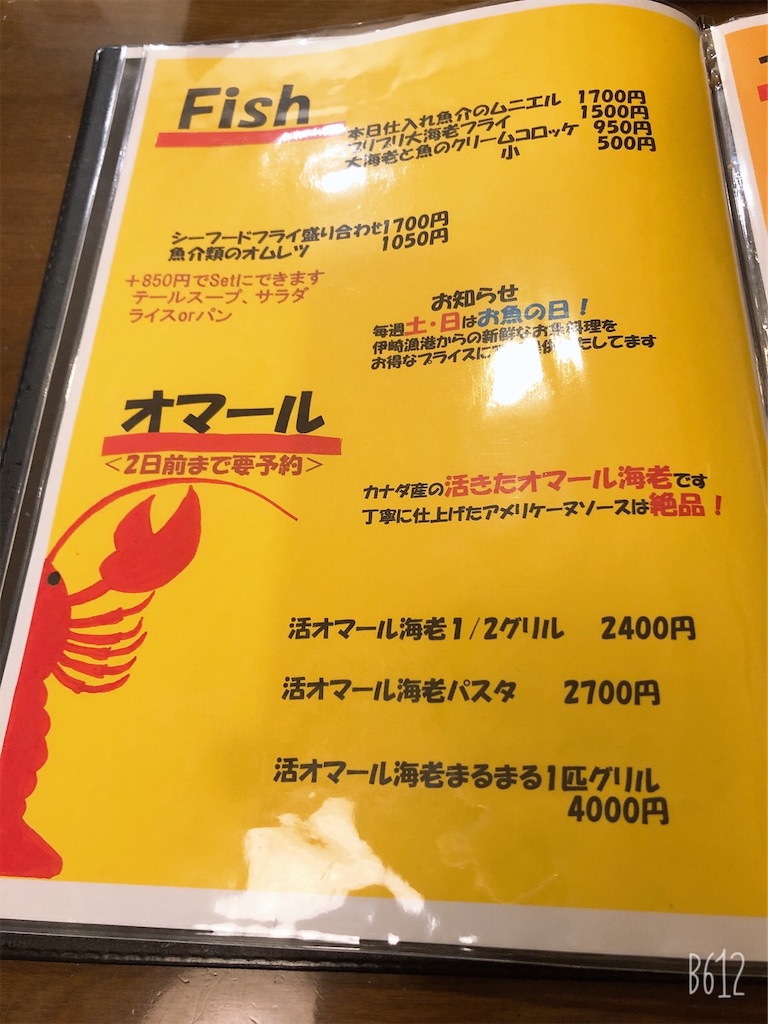 Fish
本日仕入れ魚介のムニエル 1700円
プリプリ大海老フライ 1500円
大海老と魚のクリームコロッケ 950円
小 500円
シーフードフライ盛り合わせ1700円
魚介類のオムレツ 1050円
+850円でSetにできます
テールスープ、サラダ
ライスorパン
お知らせ
毎週土・日はお魚の日!
伊崎漁港からの新鮮なお魚料理を
お得なプライスにて 供 たしてます
オマール
<2日前まで要予約>
カナダ産の活きたオマール海老です
丁寧に仕上げたアメリケーヌソースは絶品!
活オマール海老1/2グリル 2400円
活オマール海老パスタ 2700円
活オマール海老まるまる1匹グリル
4000円
B612